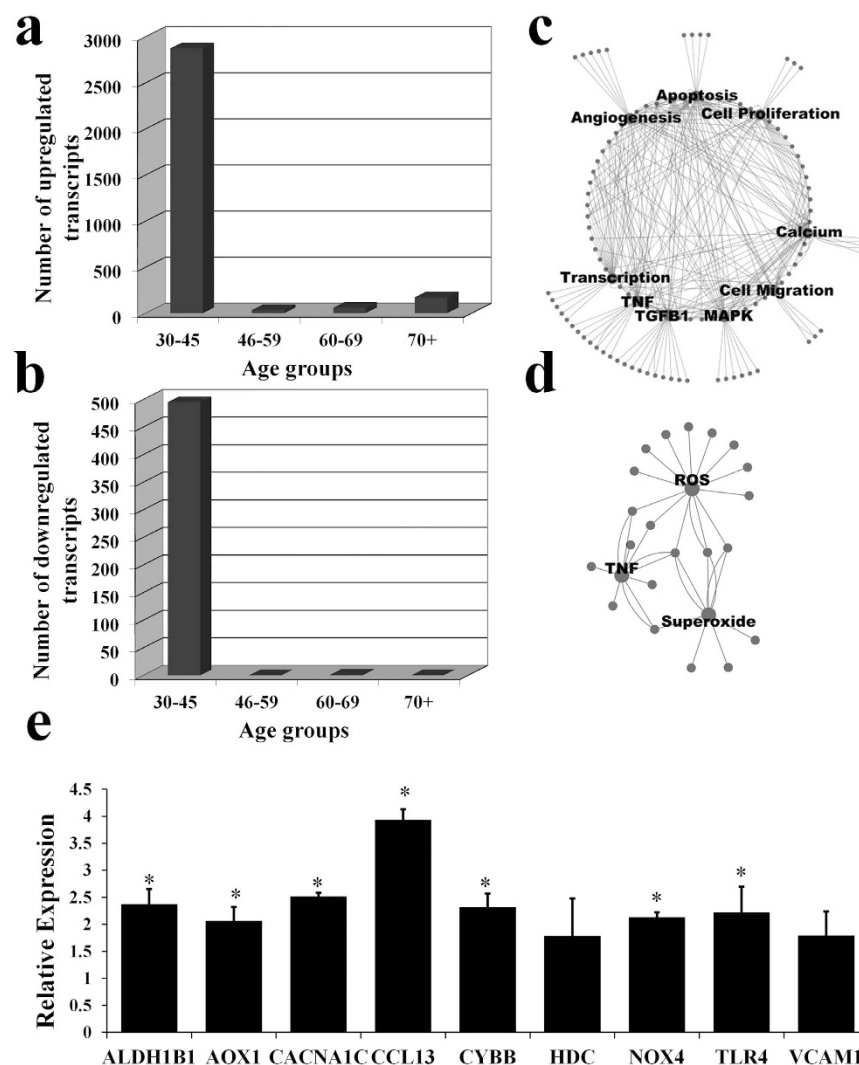 a
Number of upregulated
transcripts
3000
2500
2000
1500
1000
500
0
30-45 46-59 60-69 70+
Age groups
b
Number of downregulated
transcripts
500
450
400
350
300
250
200
150
100
50
0
30-45 46-59 60-69 70+
Age groups
c
Apoptosis
Angiogenesis
Cell Proliferation
Calcium
Transcription
Cell Migration
TNF
TGFB1
MAPK
d
ROS
TNF
Superoxide
e
Relative Expression
4.5
4
3.5
3
2.5
2
1.5
1
0.5
0
* * * * * * *
ALDH1B1 AOX1 CACNA1C CCL13 CYBB HDC NOX4 TLR4 VCAM1